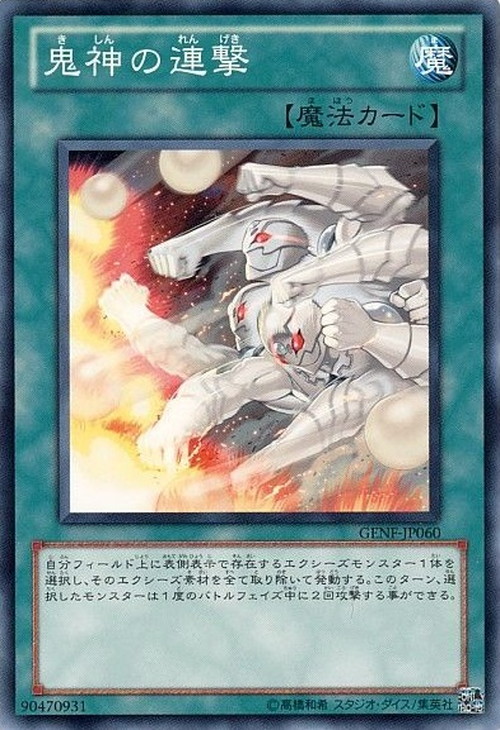 鬼神の連撃
魔
【魔法カード】
GENF-JP060
自分フィールド上に表側表示で存在するエクシーズモンスター1体を
選択し、そのエクシーズ素材を全て取り除いて発動する。このターン、選
択したモンスターは1度のバトルフェイズ中に2回攻撃する事ができる。
90470931
©高橋和希 スタジオ・ダイス/集英社